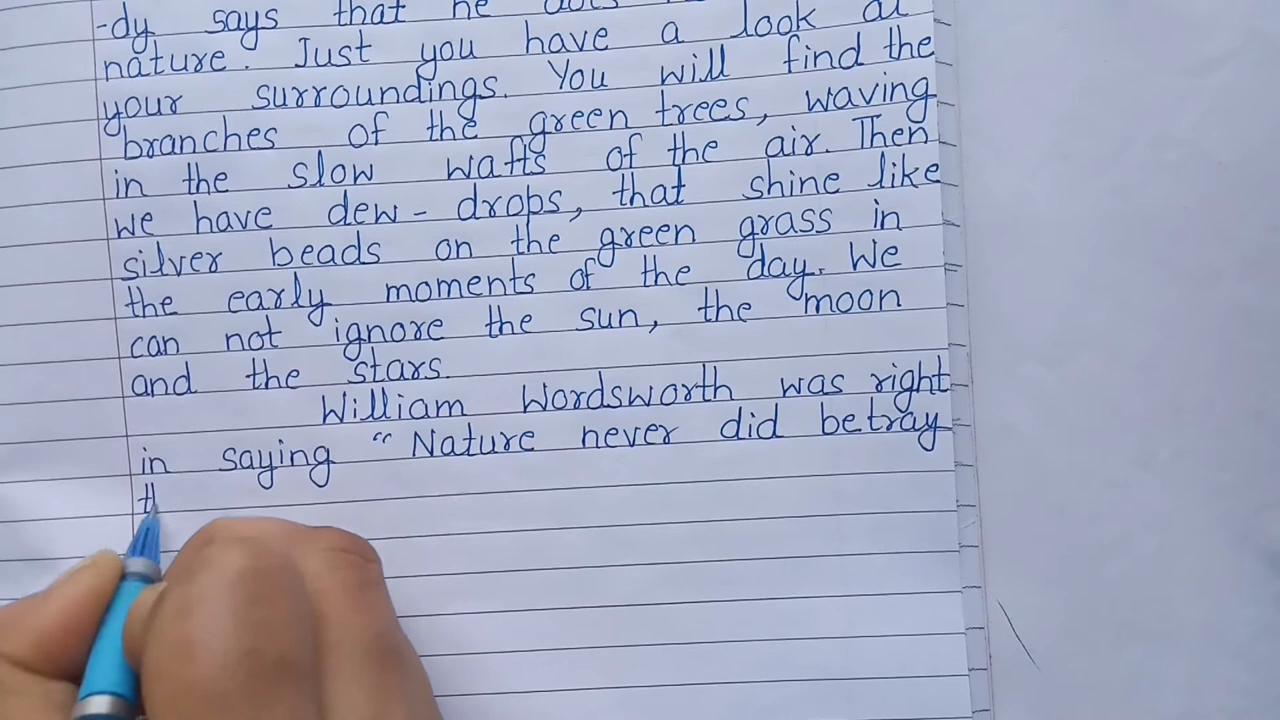 -dy says that he does
nature. Just you have a look at
your surroundings. You will find the
branches of the green trees, waving
in the slow wafts of the air. Then
we have dew - drops, that shine like
silver beads on the green grass in
the early moments of the day. We
can not ignore the sun, the moon
and the stars.
William Wordsworth was right
in saying “Nature never did betray
th